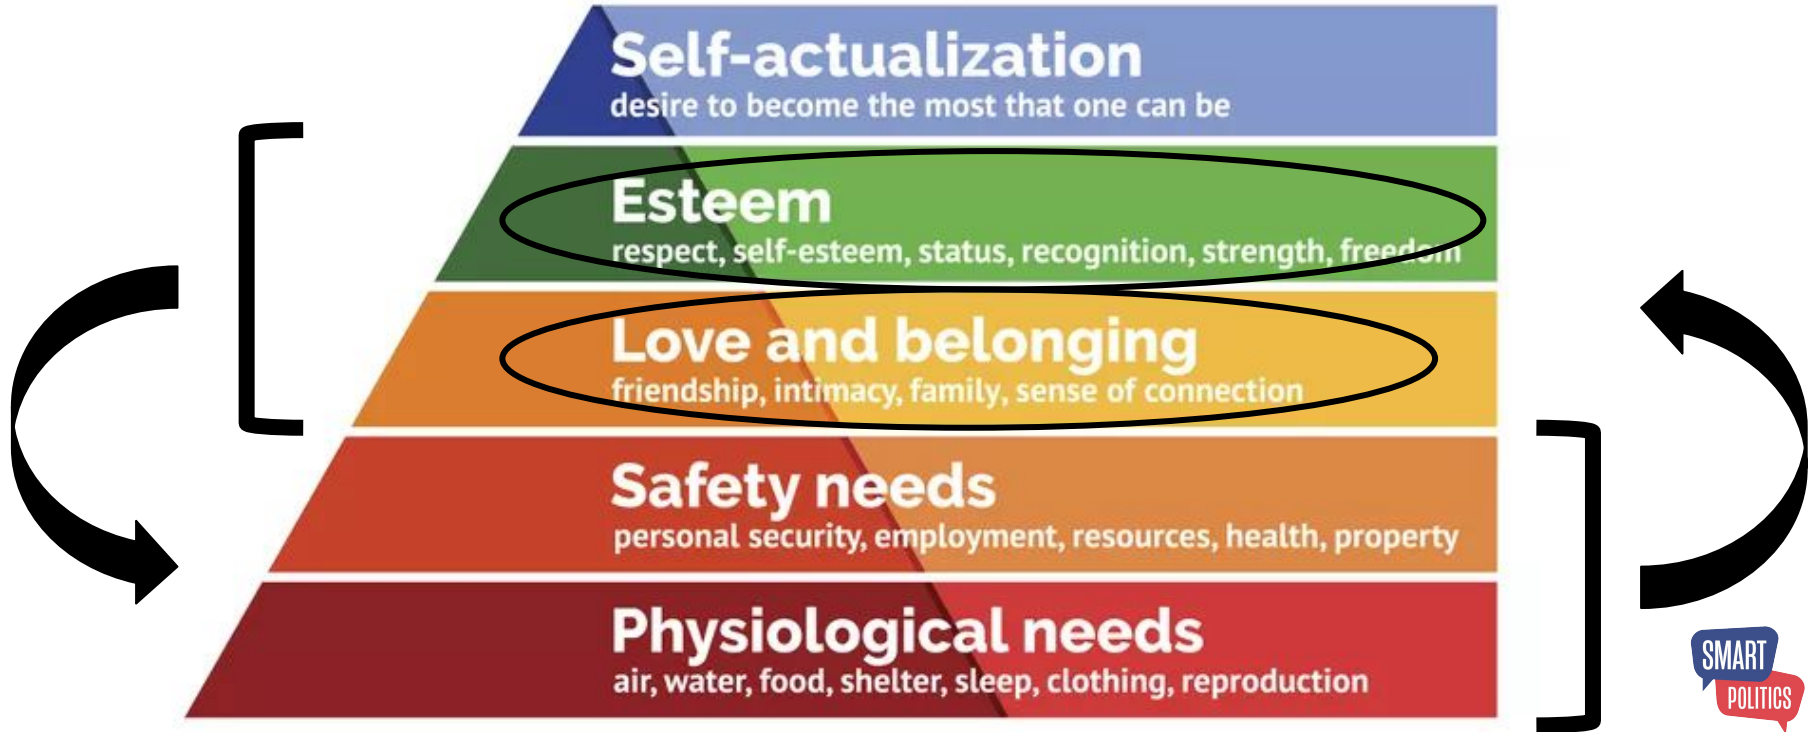 Self-actualization
desire to become the most that one can be
Esteem
respect, self-esteem, status, recognition, strength, freedom
Love and belonging
friendship, intimacy, family, sense of connection
Safety needs
personal security, employment, resources, health, property
Physiological needs
air, water, food, shelter, sleep, clothing, reproduction
SMART
POLITICS